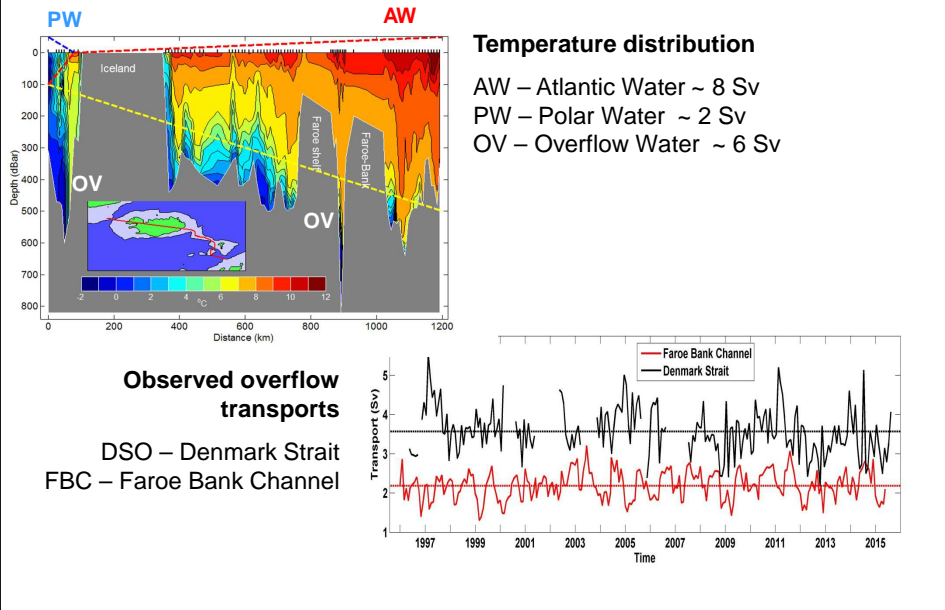 PW
AW
Temperature distribution
AW – Atlantic Water ~ 8 Sv
PW – Polar Water ~ 2 Sv
OV – Overflow Water ~ 6 Sv
0
100
200
300
400
500
600
700
800
Depth (dBar)
Iceland
Faroe shelf
Faroe-Bank
OV
OV
-2 0 2 4 6 8 10 12
°C
0 200 400 600 800 1000 1200
Distance (km)
Observed overflow
transports
DSO – Denmark Strait
FBC – Faroe Bank Channel
Faroe Bank Channel
Denmark Strait
5
4
3
2
1
Transport (Sv)
1997 1999 2001 2003 2005 2007 2009 2011 2013 2015
Time